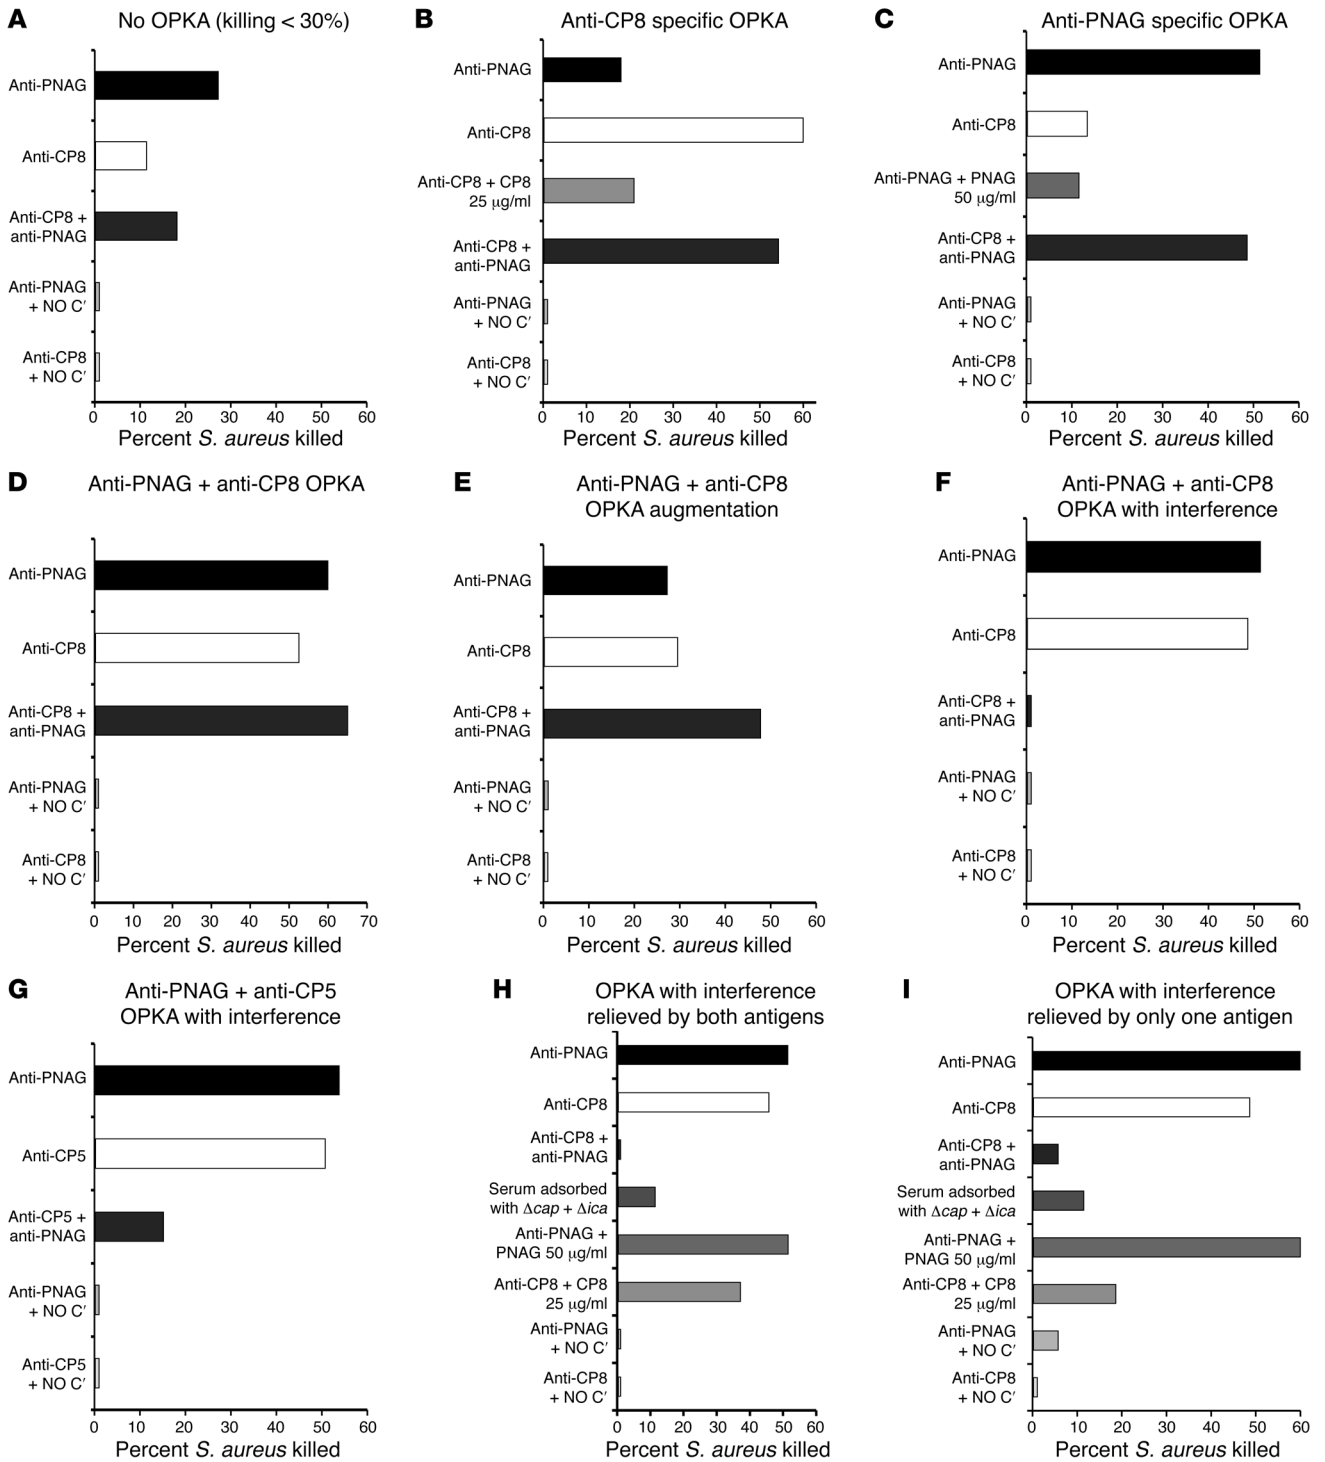 A
No OPKA (killing < 30%)
Anti-PNAG
Anti-CP8
Anti-CP8 +
anti-PNAG
Anti-PNAG
+ NO C′
Anti-CP8
+ NO C′
0 10 20 30 40 50 60
Percent S. aureus killed
B
Anti-CP8 specific OPKA
Anti-PNAG
Anti-CP8
Anti-CP8 + CP8
25 μg/ml
Anti-CP8 +
anti-PNAG
Anti-PNAG
+ NO C′
Anti-CP8
+ NO C′
0 10 20 30 40 50 60
Percent S. aureus killed
C
Anti-PNAG specific OPKA
Anti-PNAG
Anti-CP8
Anti-PNAG + PNAG
50 μg/ml
Anti-CP8 +
anti-PNAG
Anti-PNAG
+ NO C′
Anti-CP8
+ NO C′
0 10 20 30 40 50 60
Percent S. aureus killed
D
Anti-PNAG + anti-CP8 OPKA
Anti-PNAG
Anti-CP8
Anti-CP8 +
anti-PNAG
Anti-PNAG
+ NO C′
Anti-CP8
+ NO C′
0 10 20 30 40 50 60 70
Percent S. aureus killed
E
Anti-PNAG + anti-CP8
OPKA augmentation
Anti-PNAG
Anti-CP8
Anti-CP8 +
anti-PNAG
Anti-PNAG
+ NO C′
Anti-CP8
+ NO C′
0 10 20 30 40 50 60
Percent S. aureus killed
F
Anti-PNAG + anti-CP8
OPKA with interference
Anti-PNAG
Anti-CP8
Anti-CP8 +
anti-PNAG
Anti-PNAG
+ NO C′
Anti-CP8
+ NO C′
0 10 20 30 40 50 60
Percent S. aureus killed
G
Anti-PNAG + anti-CP5
OPKA with interference
Anti-PNAG
Anti-CP5
Anti-CP5 +
anti-PNAG
Anti-PNAG
+ NO C′
Anti-CP5
+ NO C′
0 10 20 30 40 50 60
Percent S. aureus killed
H
OPKA with interference
relieved by both antigens
Anti-PNAG
Anti-CP8
Anti-CP8 +
anti-PNAG
Serum adsorbed
with Δcap + Δica
Anti-PNAG +
PNAG 50 μg/ml
Anti-CP8 + CP8
25 μg/ml
Anti-PNAG
+ NO C′
Anti-CP8
+ NO C′
0 10 20 30 40 50 60
Percent S. aureus killed
I
OPKA with interference
relieved by only one antigen
Anti-PNAG
Anti-CP8
Anti-CP8 +
anti-PNAG
Serum adsorbed
with Δcap + Δica
Anti-PNAG +
PNAG 50 μg/ml
Anti-CP8 + CP8
25 μg/ml
Anti-PNAG
+ NO C′
Anti-CP8
+ NO C′
0 10 20 30 40 50 60
Percent S. aureus killed